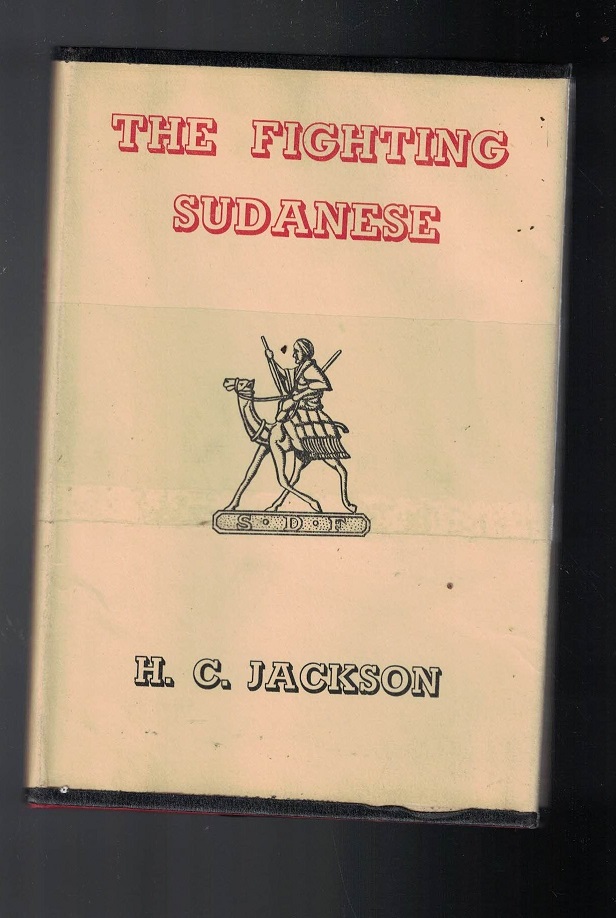 THE FIGHTING
SUDANESE
S·D·F
H. C. JACKSON